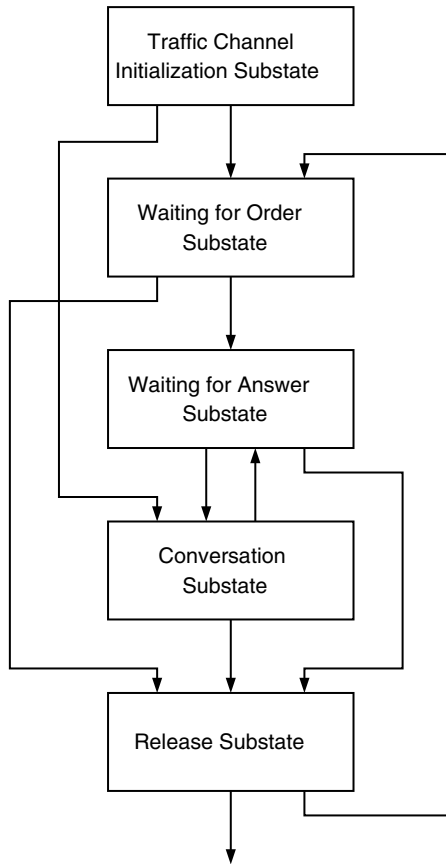 Traffic Channel
Initialization Substate
Waiting for Order
Substate
Waiting for Answer
Substate
Conversation
Substate
Release Substate